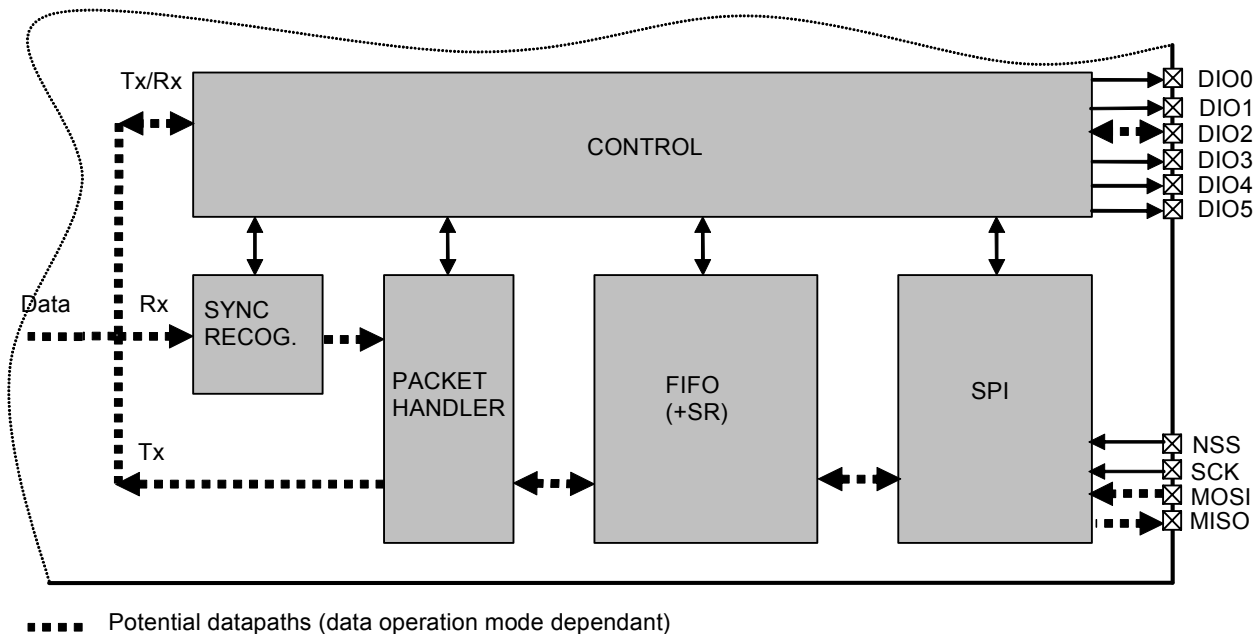 Tx/Rx
CONTROL
DIO0
DIO1
DIO2
DIO3
DIO4
DIO5
Data
Rx
SYNC
RECOG.
PACKET
HANDLER
FIFO
(+SR)
SPI
Tx
NSS
SCK
MOSI
MISO
Potential datapaths (data operation mode dependant)